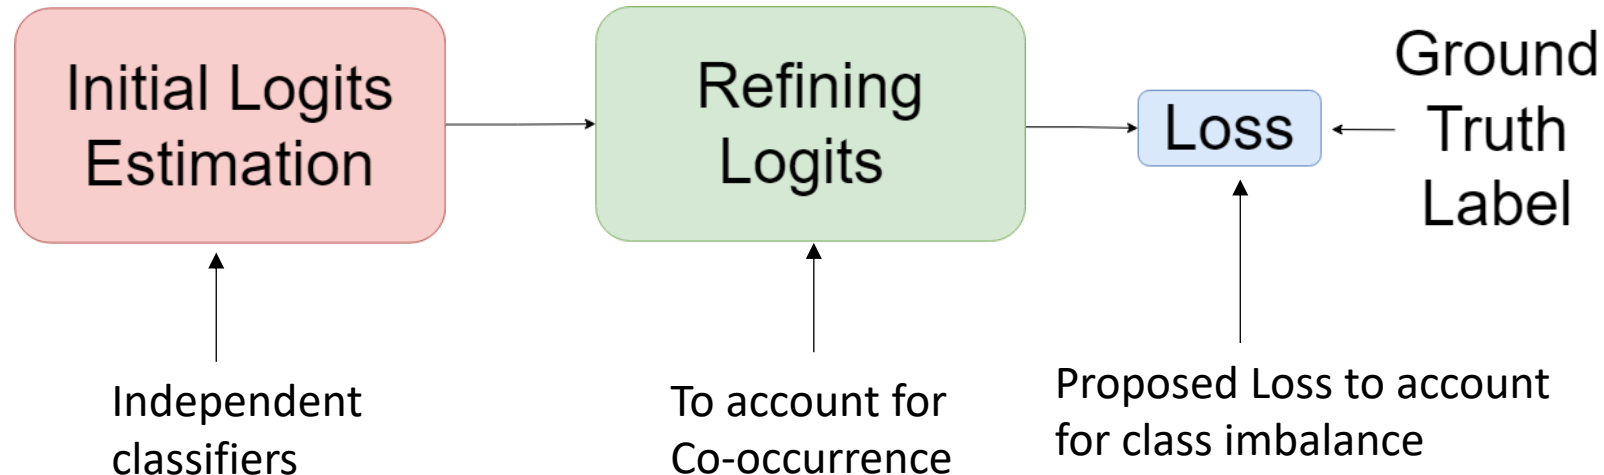 Initial Logits
Estimation
Refining
Logits
Loss
Ground
Truth
Label
Independent
classifiers
To account for
Co-occurrence
Proposed Loss to account
for class imbalance